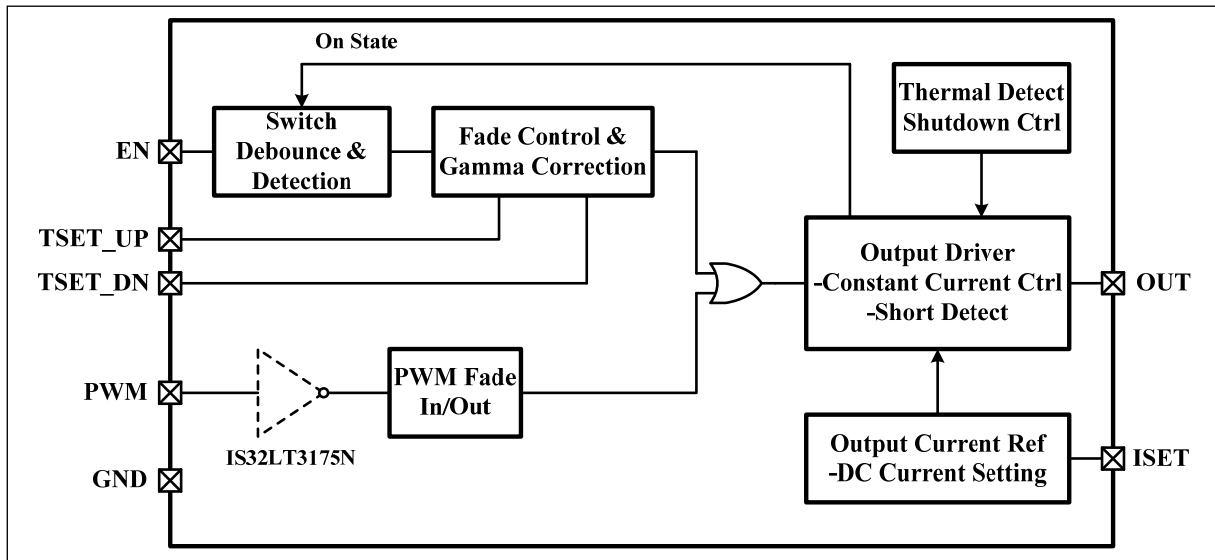 On State
Switch
Debounce &
Detection
Fade Control &
Gamma Correction
Thermal Detect
Shutdown Ctrl
EN
TSET_UP
TSET_DN
Output Driver
-Constant Current Ctrl
-Short Detect
OUT
PWM
IS32LT3175N
PWM Fade
In/Out
Output Current Ref
-DC Current Setting
ISET
GND